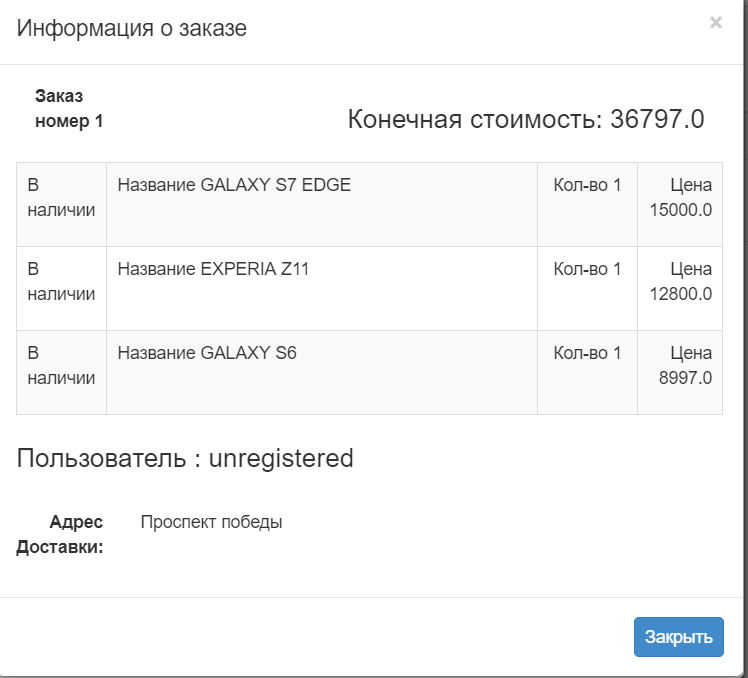 Информация о заказе
×
Заказ
номер 1
Конечная стоимость: 36797.0
В
наличии
Название GALAXY S7 EDGE
Кол-во 1
Цена
15000.0
В
наличии
Название EXPERIA Z11
Кол-во 1
Цена
12800.0
В
наличии
Название GALAXY S6
Кол-во 1
Цена
8997.0
Пользователь : unregistered
Адрес
Доставки:
Проспект победы
Закрыть